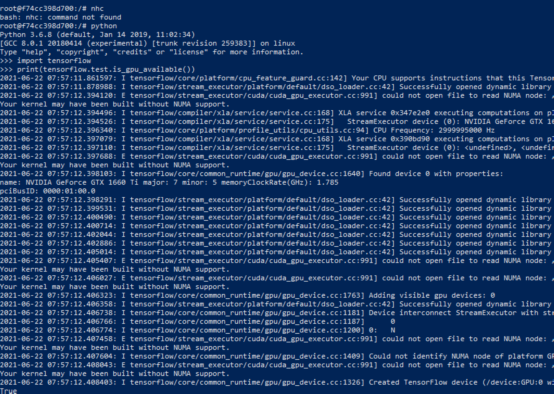 root@f74cc398d700:/# nhc
bash: nhc: command not found
root@f74cc398d700:/# python
Python 3.6.8 (default, Jan 14 2019, 11:02:34)
[GCC 8.0.1 20180414 (experimental) [trunk revision 259383]] on linux
Type "help", "copyright", "credits" or "license" for more information.
>>> import tensorflow
>>> print(tensorflow.test.is_gpu_available())
2021-06-22 07:57:11.861597: I tensorflow/core/platform/cpu_feature_guard.cc:142] Your CPU supports instructions that this Tenso
2021-06-22 07:57:11.878988: I tensorflow/stream_executor/platform/default/dso_loader.cc:42] Successfully opened dynamic library
2021-06-22 07:57:12.394120: E tensorflow/stream_executor/cuda/cuda_gpu_executor.cc:991] could not open file to read NUMA node: /
Your kernel may have been built without NUMA support.
2021-06-22 07:57:12.394496: I tensorflow/compiler/xla/service/service.cc:168] XLA service 0x347e2e0 executing computations on pl
2021-06-22 07:57:12.394526: I tensorflow/compiler/xla/service/service.cc:175] StreamExecutor device (0): NVIDIA GeForce GTX 16
2021-06-22 07:57:12.396340: I tensorflow/core/platform/profile_utils/cpu_utils.cc:94] CPU Frequency: 2999995000 Hz
2021-06-22 07:57:12.397079: I tensorflow/compiler/xla/service/service.cc:168] XLA service 0x390bd90 executing computations on pl
2021-06-22 07:57:12.397110: I tensorflow/compiler/xla/service/service.cc:175] StreamExecutor device (0): <undefined>, <undefine
2021-06-22 07:57:12.397688: E tensorflow/stream_executor/cuda/cuda_gpu_executor.cc:991] could not open file to read NUMA node: /
Your kernel may have been built without NUMA support.
2021-06-22 07:57:12.398103: I tensorflow/core/common_runtime/gpu/gpu_device.cc:1640] Found device 0 with properties:
name: NVIDIA GeForce GTX 1660 Ti major: 7 minor: 5 memoryClockRate(GHz): 1.785
pciBusID: 0000:01:00.0
2021-06-22 07:57:12.398291: I tensorflow/stream_executor/platform/default/dso_loader.cc:42] Successfully opened dynamic library
2021-06-22 07:57:12.399531: I tensorflow/stream_executor/platform/default/dso_loader.cc:42] Successfully opened dynamic library
2021-06-22 07:57:12.400490: I tensorflow/stream_executor/platform/default/dso_loader.cc:42] Successfully opened dynamic library
2021-06-22 07:57:12.400714: I tensorflow/stream_executor/platform/default/dso_loader.cc:42] Successfully opened dynamic library
2021-06-22 07:57:12.402044: I tensorflow/stream_executor/platform/default/dso_loader.cc:42] Successfully opened dynamic library
2021-06-22 07:57:12.402886: I tensorflow/stream_executor/platform/default/dso_loader.cc:42] Successfully opened dynamic library
2021-06-22 07:57:12.405014: I tensorflow/stream_executor/platform/default/dso_loader.cc:42] Successfully opened dynamic library
2021-06-22 07:57:12.405407: E tensorflow/stream_executor/cuda/cuda_gpu_executor.cc:991] could not open file to read NUMA node: /
Your kernel may have been built without NUMA support.
2021-06-22 07:57:12.406027: E tensorflow/stream_executor/cuda/cuda_gpu_executor.cc:991] could not open file to read NUMA node: /
Your kernel may have been built without NUMA support.
2021-06-22 07:57:12.406323: I tensorflow/core/common_runtime/gpu/gpu_device.cc:1763] Adding visible gpu devices: 0
2021-06-22 07:57:12.406358: I tensorflow/stream_executor/platform/default/dso_loader.cc:42] Successfully opened dynamic library
2021-06-22 07:57:12.406738: I tensorflow/core/common_runtime/gpu/gpu_device.cc:1181] Device interconnect StreamExecutor with str
2021-06-22 07:57:12.406766: I tensorflow/core/common_runtime/gpu/gpu_device.cc:1187] 0
2021-06-22 07:57:12.406774: I tensorflow/core/common_runtime/gpu/gpu_device.cc:1200] 0: N
2021-06-22 07:57:12.407458: E tensorflow/stream_executor/cuda/cuda_gpu_executor.cc:991] could not open file to read NUMA node: /
Your kernel may have been built without NUMA support.
2021-06-22 07:57:12.407604: I tensorflow/core/common_runtime/gpu/gpu_device.cc:1409] Could not identify NUMA node of platform GP
2021-06-22 07:57:12.408043: E tensorflow/stream_executor/cuda/cuda_gpu_executor.cc:991] could not open file to read NUMA node: /
Your kernel may have been built without NUMA support.
2021-06-22 07:57:12.408403: I tensorflow/core/common_runtime/gpu/gpu_device.cc:1326] Created TensorFlow device (/device:GPU:0 wi
True